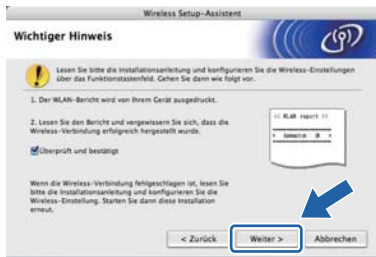 Wireless Setup-Assistent
Wichtiger Hinweis
Lesen Sie bitte die Installationsanleitung und konfigurieren Sie die Wireless-Einstellungen
über das Funktionstastenfeld. Gehen Sie dann wie folgt vor.
1. Der WLAN-Bericht wird von Ihrem Gerät ausgedruckt.
2. Lesen Sie den Bericht und vergewissern Sie sich, dass die
Wireless-Verbindung erfolgreich hergestellt wurde.
Überprüft und bestätigt
WLAN report
Connection : OK
Wenn die Wireless-Verbindung fehlgeschlagen ist, lesen Sie
bitte die Installationsanleitung und konfigurieren Sie die
Wireless-Einstellung. Starten Sie dann diese Installation
erneut.
< Zurück Weiter > Abbrechen